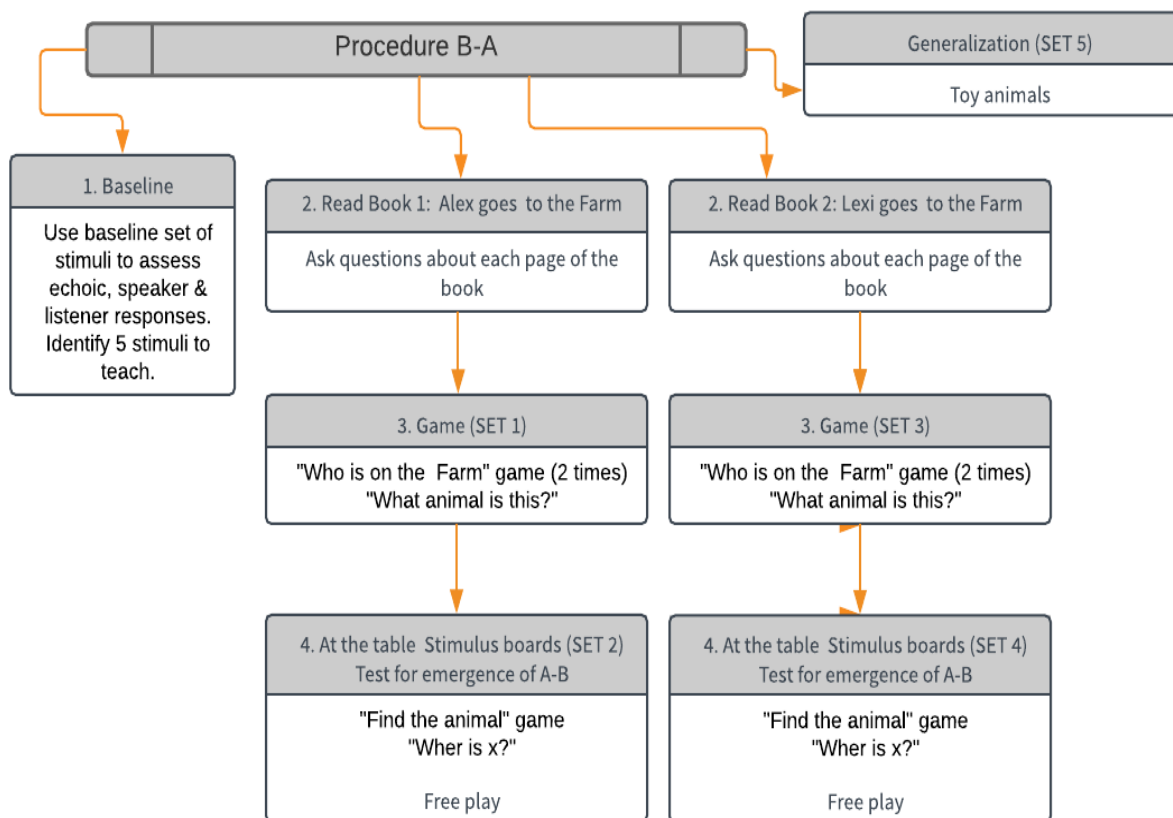 Procedure B-A
Generalization (SET 5)
Toy animals
1. Baseline
Use baseline set of
stimuli to assess
echoic, speaker &
listener responses.
Identify 5 stimuli to
teach.
2. Read Book 1: Alex goes to the Farm
Ask questions about each page of the
book
2. Read Book 2: Lexi goes to the Farm
Ask questions about each page of the
book
3. Game (SET 1)
"Who is on the Farm" game (2 times)
"What animal is this?"
3. Game (SET 3)
"Who is on the Farm" game (2 times)
"What animal is this?"
4. At the table Stimulus boards (SET 2)
Test for emergence of A-B
"Find the animal" game
"Wher is x?"
Free play
4. At the table Stimulus boards (SET 4)
Test for emergence of A-B
"Find the animal" game
"Wher is x?"
Free play